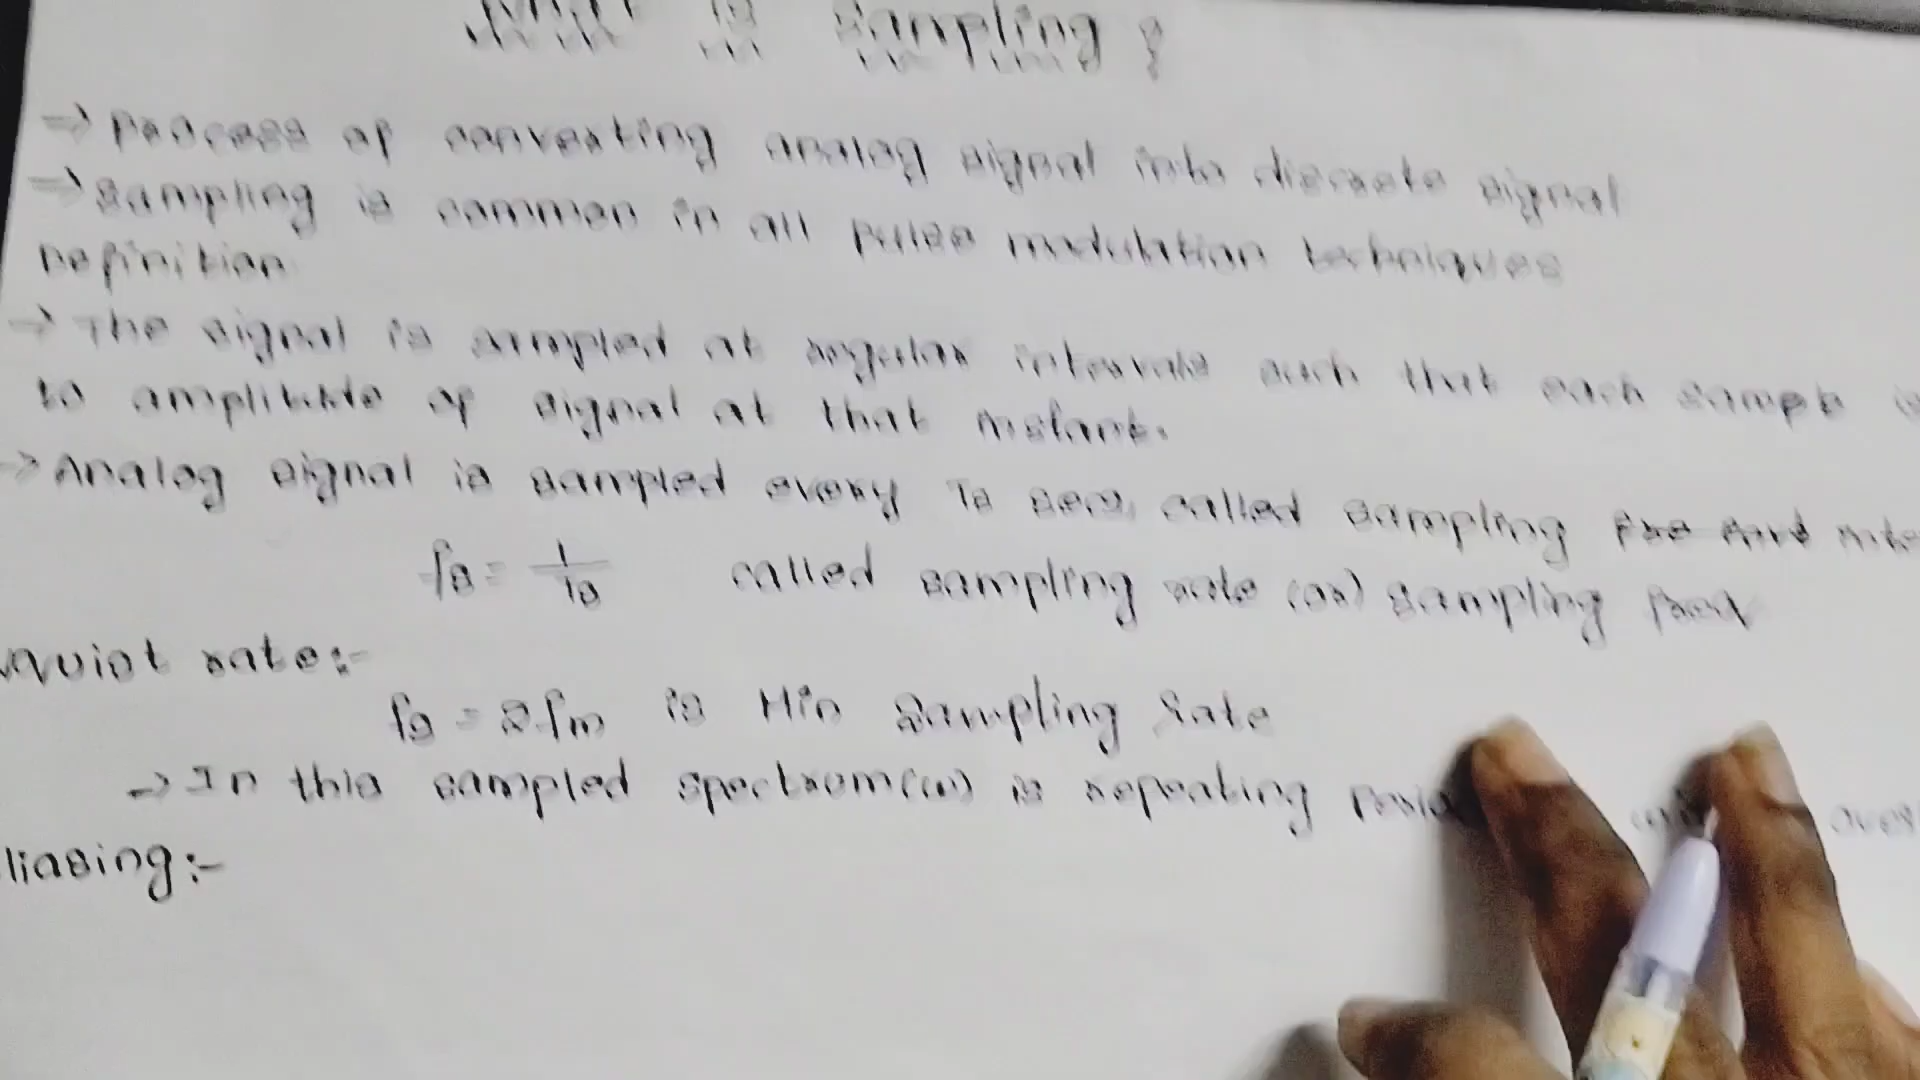 What is Sampling ?
→ Process of converting analog signal into discrete signal
→ Sampling is common in all pulse modulation techniques
Definition
→ The signal is sampled at regular intervals such that each sample is
to amplitude of signal at that instant.
→ Analog signal is sampled every Ts secs, called sampling
fs = 1/Ts called sampling rate (or) sampling freq
yquist rate:-
fs = 2fm is Min Sampling Rate
→ In this sampled spectrum(ω) is repeating over
liasing:-